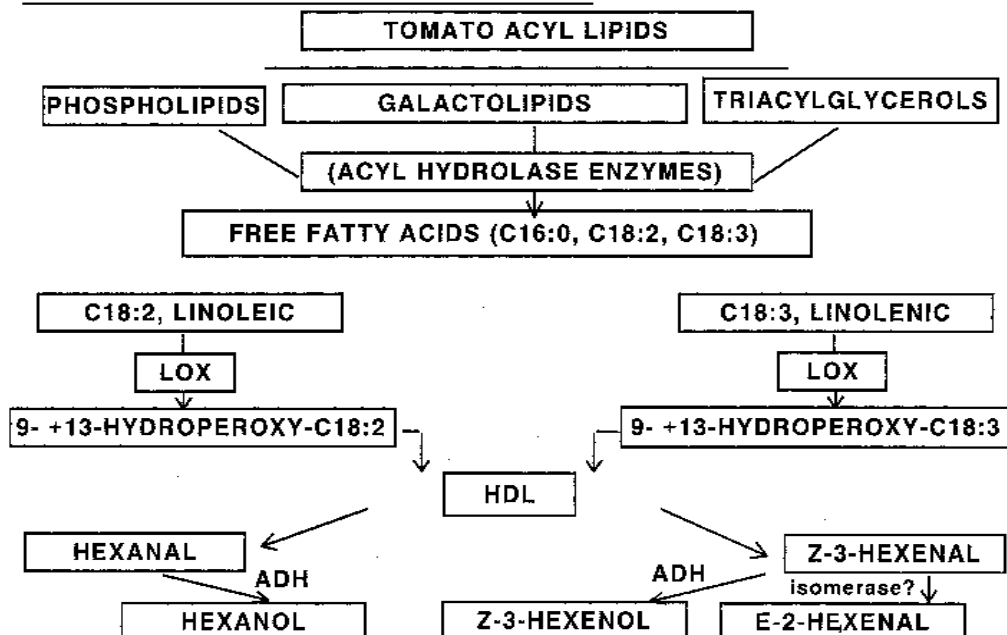 TOMATO ACYL LIPIDS
PHOSPHOLIPIDS
GALACTOLIPIDS
TRIACYLGLYCEROLS
(ACYL HYDROLASE ENZYMES)
FREE FATTY ACIDS (C16:0, C18:2, C18:3)
C18:2, LINOLEIC
C18:3, LINOLENIC
LOX
LOX
9- +13-HYDROPEROXY-C18:2
9- +13-HYDROPEROXY-C18:3
HDL
HEXANAL
Z-3-HEXENAL
ADH
ADH
isomerase?
HEXANOL
Z-3-HEXENOL
E-2-HEXENAL